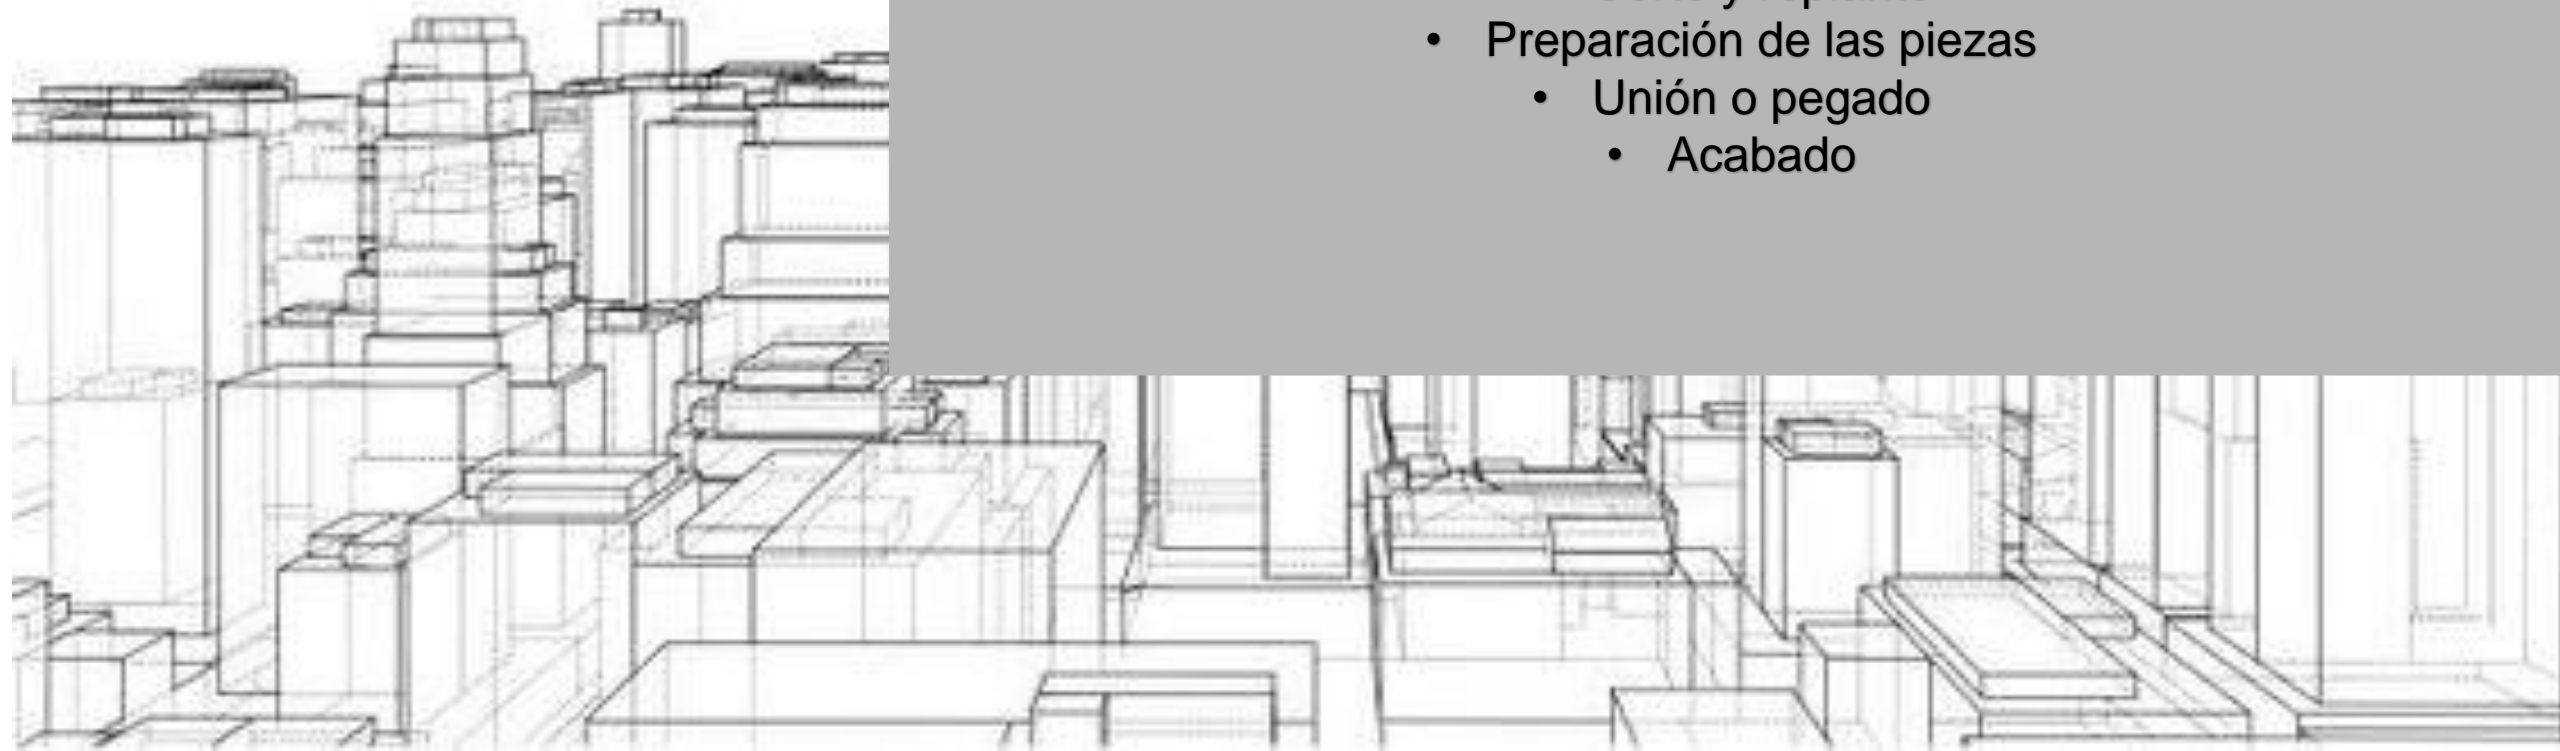 • Preparación de las piezas
• Unión o pegado
• Acabado